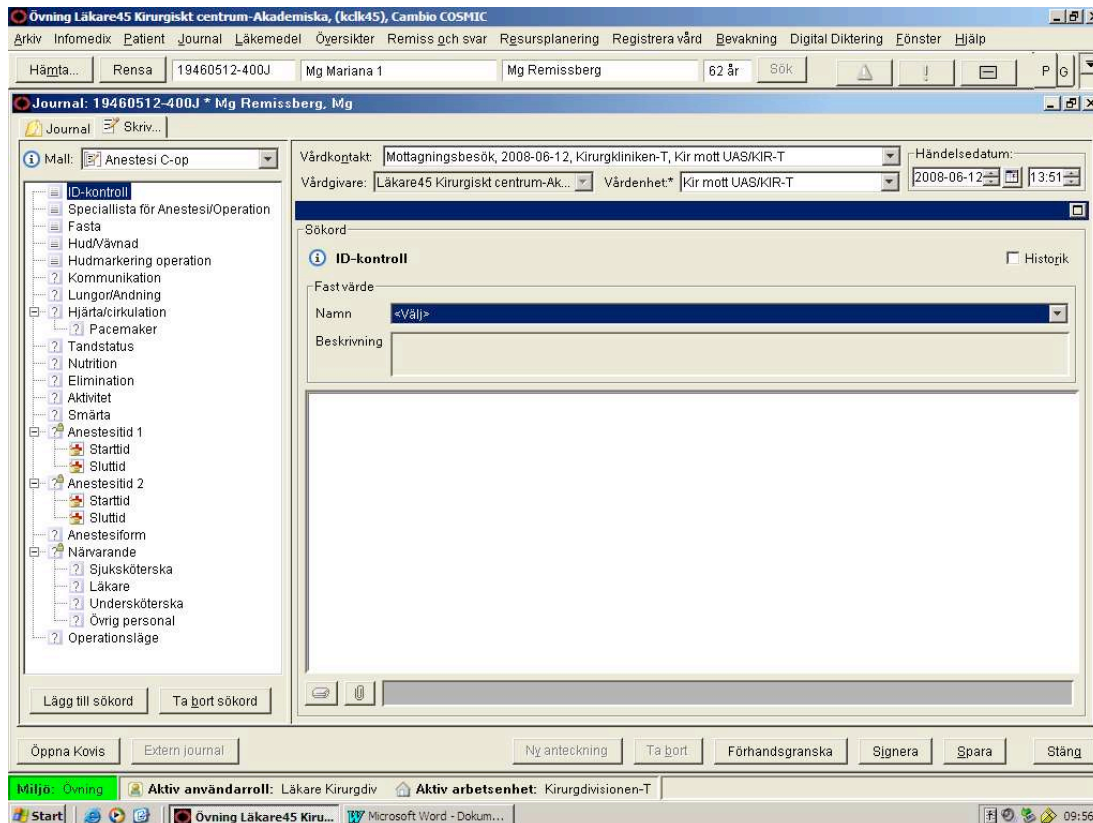 Övning Läkare45 Kirurgiskt centrum-Akademiska, (kclk45), Cambio COSMIC
Arkiv Infomedix Patient Journal Läkemedel Översikter Remiss och svar Resursplanering Registrera vård Bevakning Digital Diktering Fönster Hjälp
Hämta... Rensa 19460512-400J Mg Mariana 1 Mg Remissberg 62 år Sök P G
Journal: 19460512-400J * Mg Remissberg, Mg
Journal Skriv...
Mall: Anestesi C-op
ID-kontroll
Speciallista för Anestesi/Operation
Fasta
Hud/Vävnad
Hudmarkering operation
Kommunikation
Lungor/Andning
Hjärta/cirkulation
Pacemaker
Tandstatus
Nutrition
Elimination
Aktivitet
Smärta
Anestesitid 1
Starttid
Sluttid
Anestesitid 2
Starttid
Sluttid
Anestesiform
Närvarande
Sjuksköterska
Läkare
Undersköterska
Övrig personal
Operationsläge
Lägg till sökord Ta bort sökord
Vårdkontakt: Mottagningsbesök, 2008-06-12, Kirurgkliniken-T, Kir mott UAS/KIR-T
Vårdgivare: Läkare45 Kirurgiskt centrum-Ak... Vårdenhet:* Kir mott UAS/KIR-T
Händelsedatum:
2008-06-12 13:51
Sökord
ID-kontroll Historik
Fast värde
Namn <Välj>
Beskrivning
Öppna Kovis Extern journal Ny anteckning Ta bort Förhandsgranska Signera Spara Stäng
Miljö: Övning Aktiv användarroll: Läkare Kirurgdiv Aktiv arbetsenhet: Kirurgdivisionen-T
Start Övning Läkare45 Kiru... Microsoft Word - Dokum... 09:56